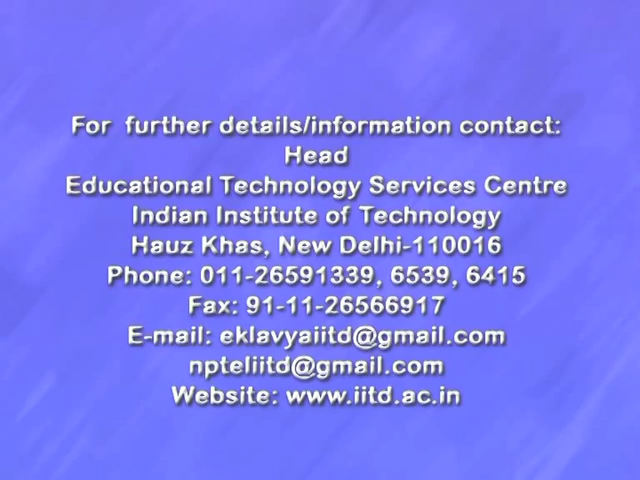 For further details/information contact:
Head
Educational Technology Services Centre
Indian Institute of Technology
Hauz Khas, New Delhi-110016
Phone: 011-26591339, 6539, 6415
Fax: 91-11-26566917
E-mail: eklavyaiitd@gmail.com
npteliitd@gmail.com
Website: www.iitd.ac.in